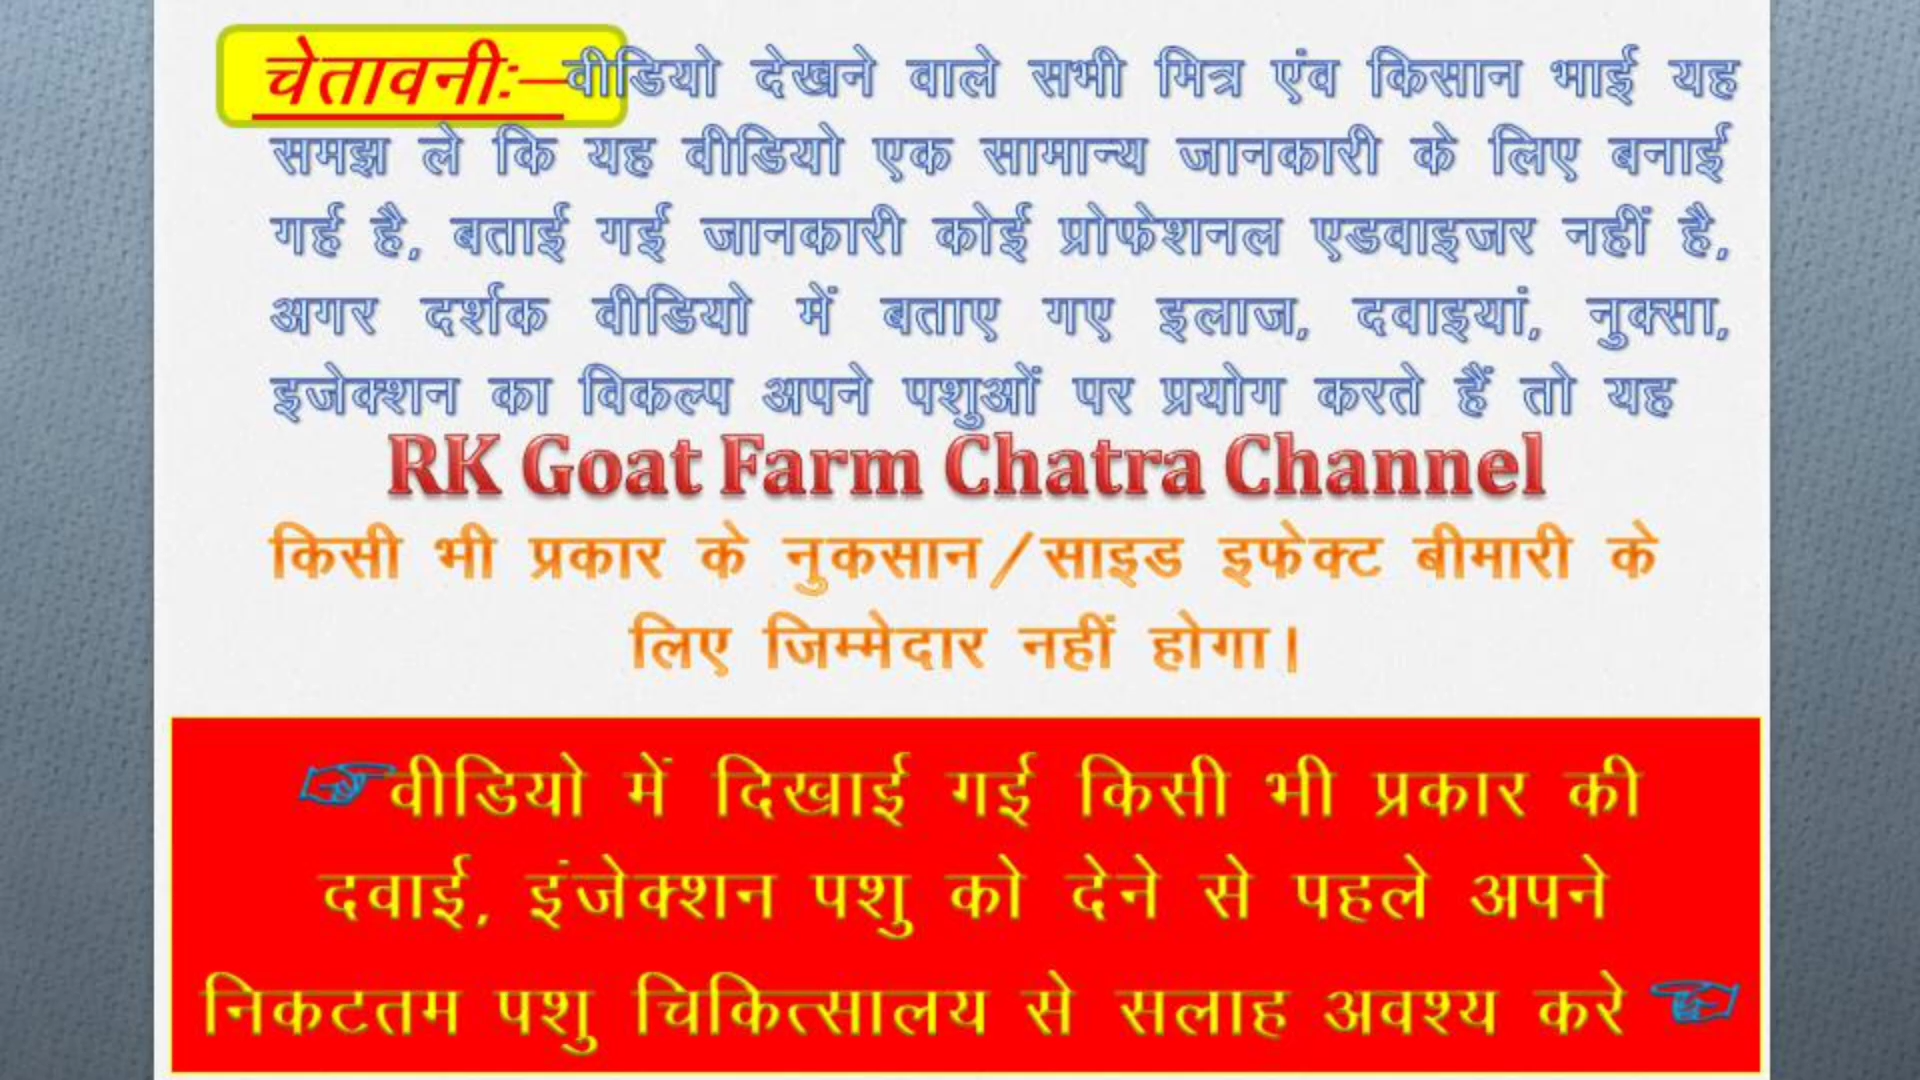 चेतावनी:–वीडियो देखने वाले सभी मित्र एंव किसान भाई यह
समझ ले कि यह वीडियो एक सामान्य जानकारी के लिए बनाई
गई है, बताई गई जानकारी कोई प्रोफेशनल एडवाइजर नहीं है,
अगर दर्शक वीडियो में बताए गए इलाज, दवाइयां, नुक्सा,
इजेक्शन का विकल्प अपने पशुओं पर प्रयोग करते हैं तो यह
RK Goat Farm Chatra Channel
किसी भी प्रकार के नुकसान/साइड इफेक्ट बीमारी के
लिए जिम्मेदार नहीं होगा।
☞वीडियो में दिखाई गई किसी भी प्रकार की
दवाई, इंजेक्शन पशु को देने से पहले अपने
निकटतम पशु चिकित्सालय से सलाह अवश्य करे☜